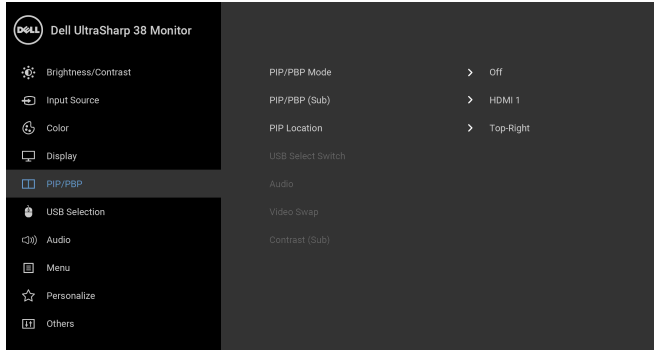 DELL Dell UltraSharp 38 Monitor
Brightness/Contrast PIP/PBP Mode Off
Input Source PIP/PBP (Sub) HDMI 1
Color PIP Location Top-Right
Display USB Select Switch
PIP/PBP Audio
USB Selection Video Swap
Audio Contrast (Sub)
Menu
Personalize
Others